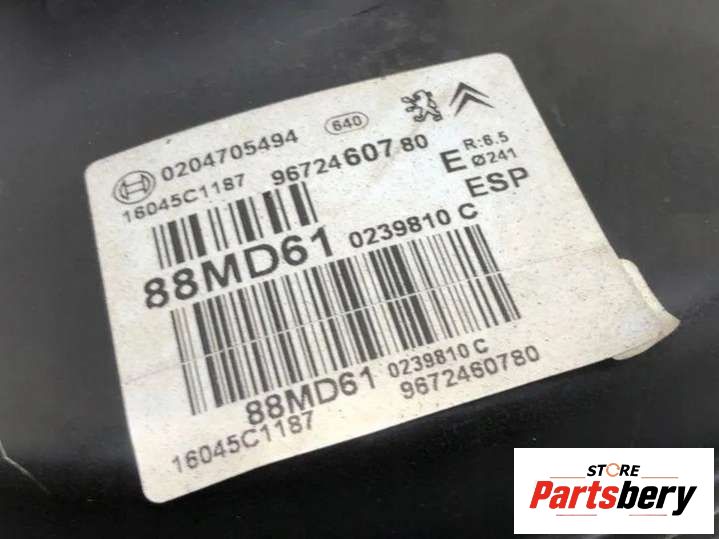 0204705494 640
16045C1187 9672460780 E R:6.5
Ø241
ESP
88MD61 0239810 C
88MD61 0239810 C
16045C1187 9672460780
STORE
Partsbery